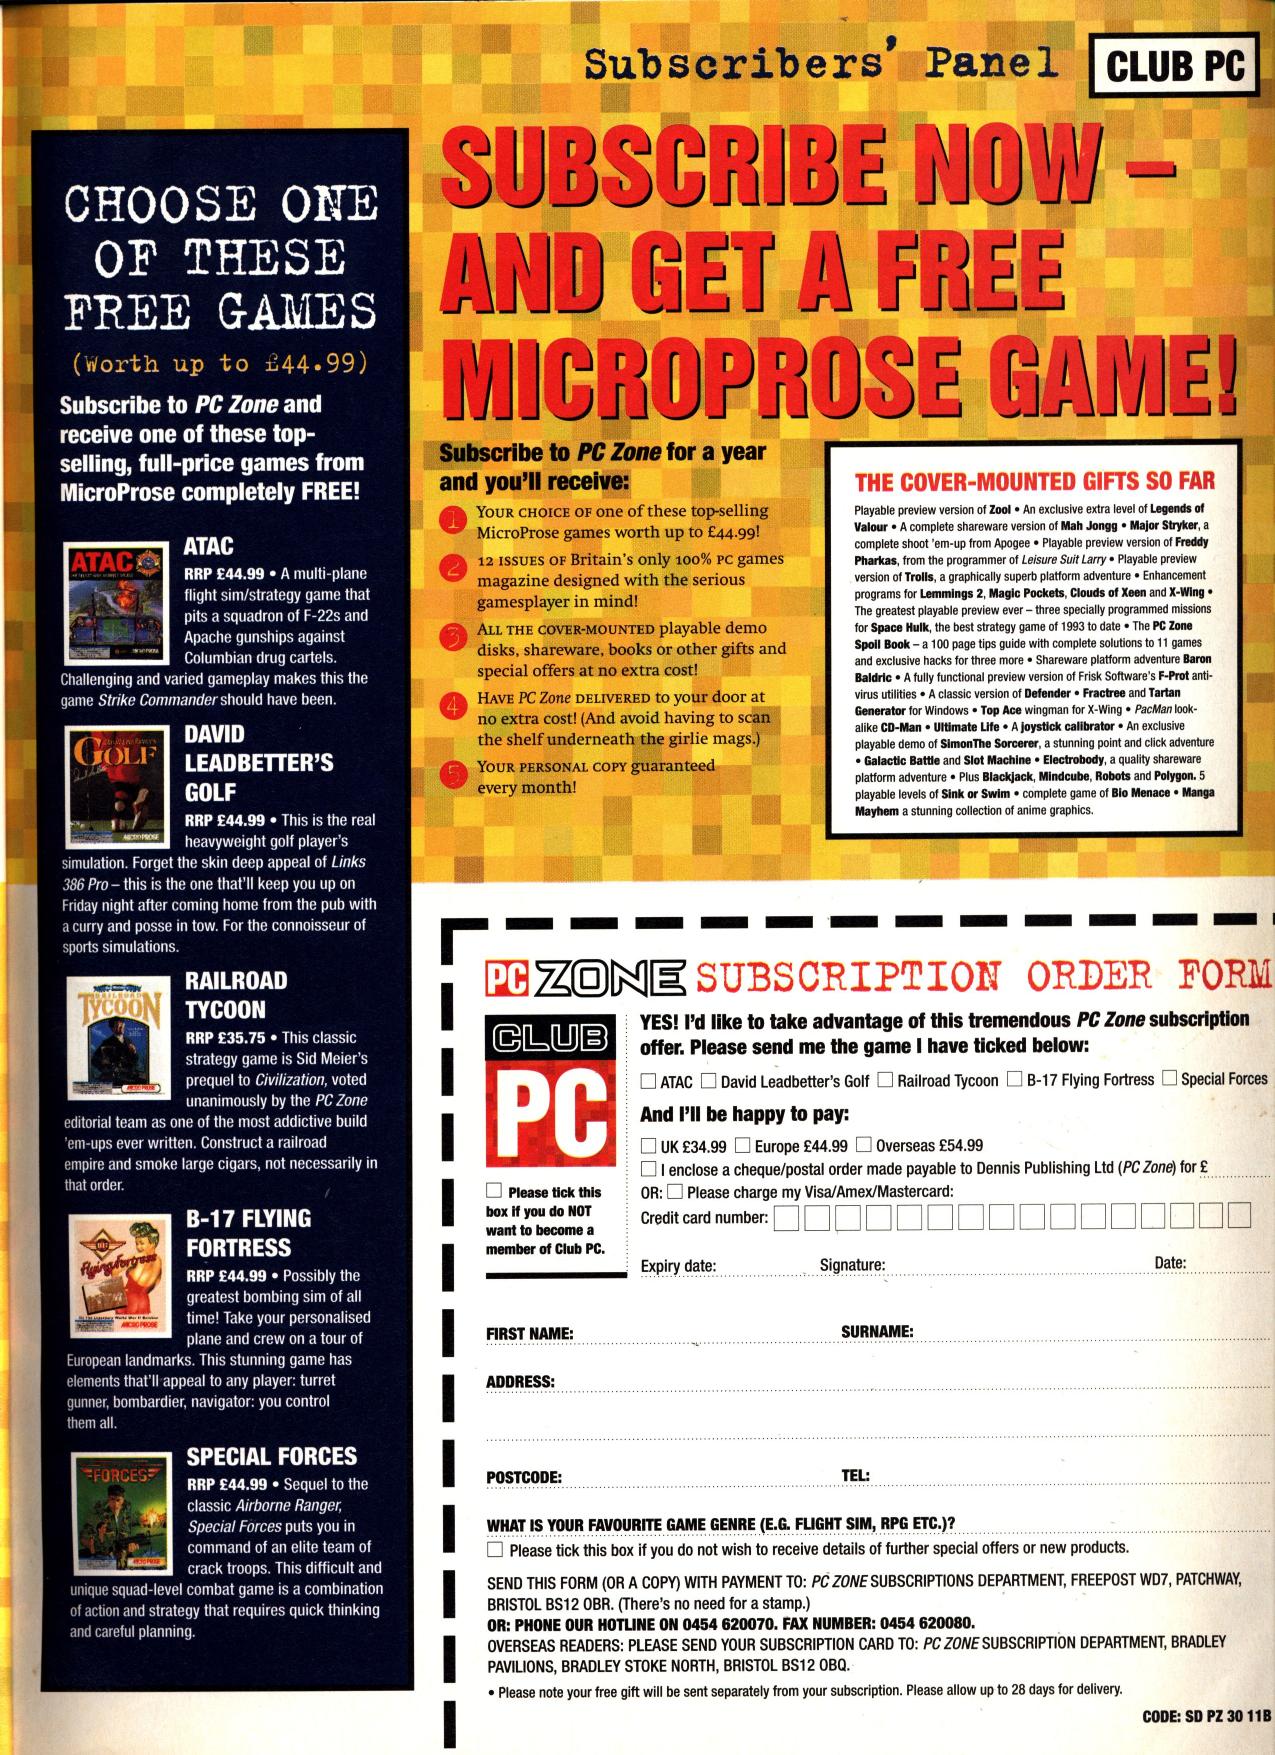 Subscribers' Panel
CLUB PC
SUBSCRIBE NOW –
AND GET A FREE
MICROPROSE GAME!
CHOOSE ONE
OF THESE
FREE GAMES
(Worth up to £44.99)
Subscribe to PC Zone and
receive one of these top-
selling, full-price games from
MicroProse completely FREE!
ATAC
ATAC
RRP £44.99 • A multi-plane
flight sim/strategy game that
pits a squadron of F-22s and
Apache gunships against
Columbian drug cartels.
Challenging and varied gameplay makes this the
game Strike Commander should have been.
GOLF
MICROPROSE
DAVID
LEADBETTER'S
GOLF
RRP £44.99 • This is the real
heavyweight golf player's
simulation. Forget the skin deep appeal of Links
386 Pro – this is the one that'll keep you up on
Friday night after coming home from the pub with
a curry and posse in tow. For the connoisseur of
sports simulations.
RAILROAD
TYCOON
MICROPROSE
RAILROAD
TYCOON
RRP £35.75 • This classic
strategy game is Sid Meier's
prequel to Civilization, voted
unanimously by the PC Zone
editorial team as one of the most addictive build
'em-ups ever written. Construct a railroad
empire and smoke large cigars, not necessarily in
that order.
Flying Fortress
MICROPROSE
B-17 FLYING
FORTRESS
RRP £44.99 • Possibly the
greatest bombing sim of all
time! Take your personalised
plane and crew on a tour of
European landmarks. This stunning game has
elements that'll appeal to any player: turret
gunner, bombardier, navigator: you control
them all.
FORCES
MICROPROSE
SPECIAL FORCES
RRP £44.99 • Sequel to the
classic Airborne Ranger,
Special Forces puts you in
command of an elite team of
crack troops. This difficult and
unique squad-level combat game is a combination
of action and strategy that requires quick thinking
and careful planning.
Subscribe to PC Zone for a year
and you'll receive:
1 YOUR CHOICE OF one of these top-selling
MicroProse games worth up to £44.99!
2 12 ISSUES OF Britain's only 100% PC games
magazine designed with the serious
gamesplayer in mind!
3 ALL THE COVER-MOUNTED playable demo
disks, shareware, books or other gifts and
special offers at no extra cost!
4 HAVE PC Zone DELIVERED to your door at
no extra cost! (And avoid having to scan
the shelf underneath the girlie mags.)
5 YOUR PERSONAL COPY guaranteed
every month!
THE COVER-MOUNTED GIFTS SO FAR
Playable preview version of Zool • An exclusive extra level of Legends of
Valour • A complete shareware version of Mah Jongg • Major Stryker, a
complete shoot 'em-up from Apogee • Playable preview version of Freddy
Pharkas, from the programmer of Leisure Suit Larry • Playable preview
version of Trolls, a graphically superb platform adventure • Enhancement
programs for Lemmings 2, Magic Pockets, Clouds of Xeen and X-Wing •
The greatest playable preview ever – three specially programmed missions
for Space Hulk, the best strategy game of 1993 to date • The PC Zone
Spoil Book – a 100 page tips guide with complete solutions to 11 games
and exclusive hacks for three more • Shareware platform adventure Baron
Baldric • A fully functional preview version of Frisk Software's F-Prot anti-
virus utilities • A classic version of Defender • Fractree and Tartan
Generator for Windows • Top Ace wingman for X-Wing • PacMan look-
alike CD-Man • Ultimate Life • A joystick calibrator • An exclusive
playable demo of SimonThe Sorcerer, a stunning point and click adventure
• Galactic Battle and Slot Machine • Electrobody, a quality shareware
platform adventure • Plus Blackjack, Mindcube, Robots and Polygon. 5
playable levels of Sink or Swim • complete game of Bio Menace • Manga
Mayhem a stunning collection of anime graphics.
PC ZONE SUBSCRIPTION ORDER FORM
CLUB
PC
Please tick this
box if you do NOT
want to become a
member of Club PC.
YES! I'd like to take advantage of this tremendous PC Zone subscription
offer. Please send me the game I have ticked below:
ATAC David Leadbetter's Golf Railroad Tycoon B-17 Flying Fortress Special Forces
And I'll be happy to pay:
UK £34.99 Europe £44.99 Overseas £54.99
I enclose a cheque/postal order made payable to Dennis Publishing Ltd (PC Zone) for £
OR: Please charge my Visa/Amex/Mastercard:
Credit card number:
Expiry date: Signature: Date:
FIRST NAME: SURNAME:
ADDRESS:
POSTCODE: TEL:
WHAT IS YOUR FAVOURITE GAME GENRE (E.G. FLIGHT SIM, RPG ETC.)?
Please tick this box if you do not wish to receive details of further special offers or new products.
SEND THIS FORM (OR A COPY) WITH PAYMENT TO: PC ZONE SUBSCRIPTIONS DEPARTMENT, FREEPOST WD7, PATCHWAY,
BRISTOL BS12 OBR. (There's no need for a stamp.)
OR: PHONE OUR HOTLINE ON 0454 620070. FAX NUMBER: 0454 620080.
OVERSEAS READERS: PLEASE SEND YOUR SUBSCRIPTION CARD TO: PC ZONE SUBSCRIPTION DEPARTMENT, BRADLEY
PAVILIONS, BRADLEY STOKE NORTH, BRISTOL BS12 OBQ.
• Please note your free gift will be sent separately from your subscription. Please allow up to 28 days for delivery.
CODE: SD PZ 30 11B